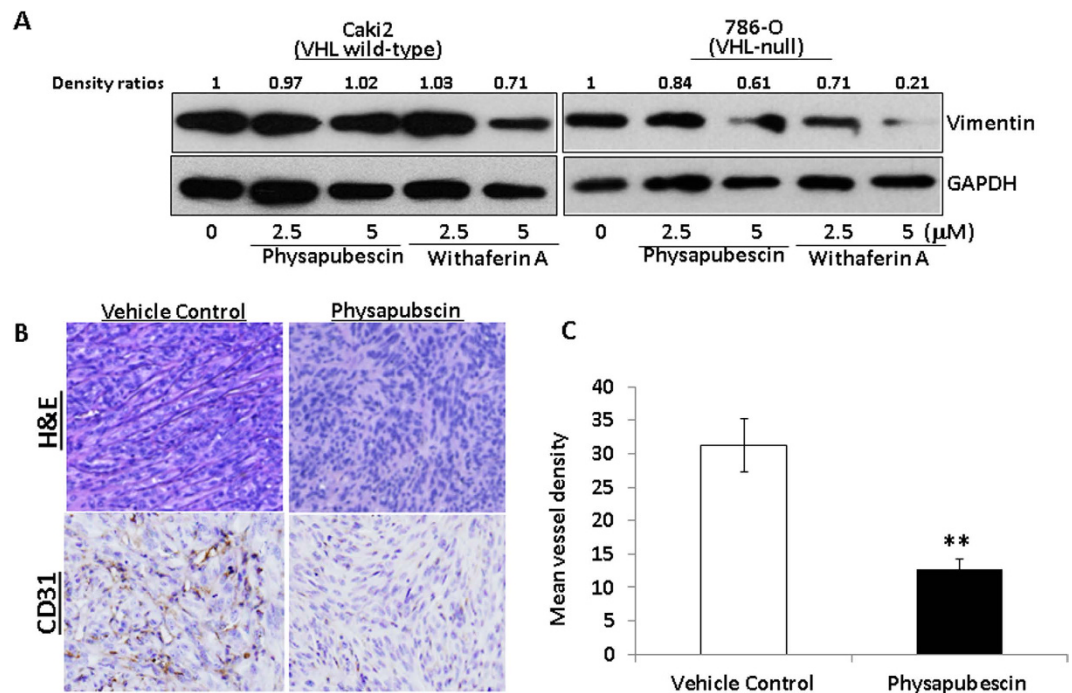 A
Caki2
(VHL wild-type)
786-O
(VHL-null)
Density ratios 1 0.97 1.02 1.03 0.71 1 0.84 0.61 0.71 0.21
Vimentin
GAPDH
0 2.5 5 2.5 5 0 2.5 5 2.5 5 (μM)
Physapubescin Withaferin A Physapubescin Withaferin A
B
Vehicle Control Physapubscin
H&E
CD31
C
Mean vessel density
40
35
30
25
20
15
10
5
0
**
Vehicle Control Physapubescin